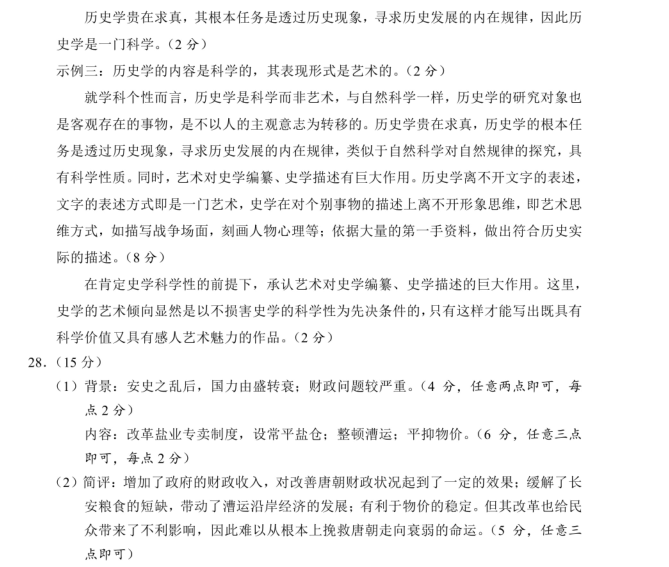 历史学贵在求真，其根本任务是透过历史现象，寻求历史发展的内在规律，因此历
史学是一门科学。（2 分）
示例三：历史学的内容是科学的，其表现形式是艺术的。（2 分）
就学科个性而言，历史学是科学而非艺术，与自然科学一样，历史学的研究对象也
是客观存在的事物，是不以人的主观意志为转移的。历史学贵在求真，历史学的根本任
务是透过历史现象，寻求历史发展的内在规律，类似于自然科学对自然规律的探究，具
有科学性质。同时，艺术对史学编纂、史学描述有巨大作用。历史学离不开文字的表述，
文字的表述方式即是一门艺术，史学在对个别事物的描述上离不开形象思维，即艺术思
维方式，如描写战争场面，刻画人物心理等；依据大量的第一手资料，做出符合历史实
际的描述。（8 分）
在肯定史学科学性的前提下，承认艺术对史学编纂、史学描述的巨大作用。这里，
史学的艺术倾向显然是以不损害史学的科学性为先决条件的，只有这样才能写出既具有
科学价值又具有感人艺术魅力的作品。（2 分）
28.（15 分）
（1）背景：安史之乱后，国力由盛转衰；财政问题较严重。（4 分，任意两点即可，每
点 2 分）
内容：改革盐业专卖制度，设常平盐仓；整顿漕运；平抑物价。（6 分，任意三点
即可，每点 2 分）
（2）简评：增加了政府的财政收入，对改善唐朝财政状况起到了一定的效果；缓解了长
安粮食的短缺，带动了漕运沿岸经济的发展；有利于物价的稳定。但其改革也给民
众带来了不利影响，因此难以从根本上挽救唐朝走向衰弱的命运。（5 分，任意三
点即可）